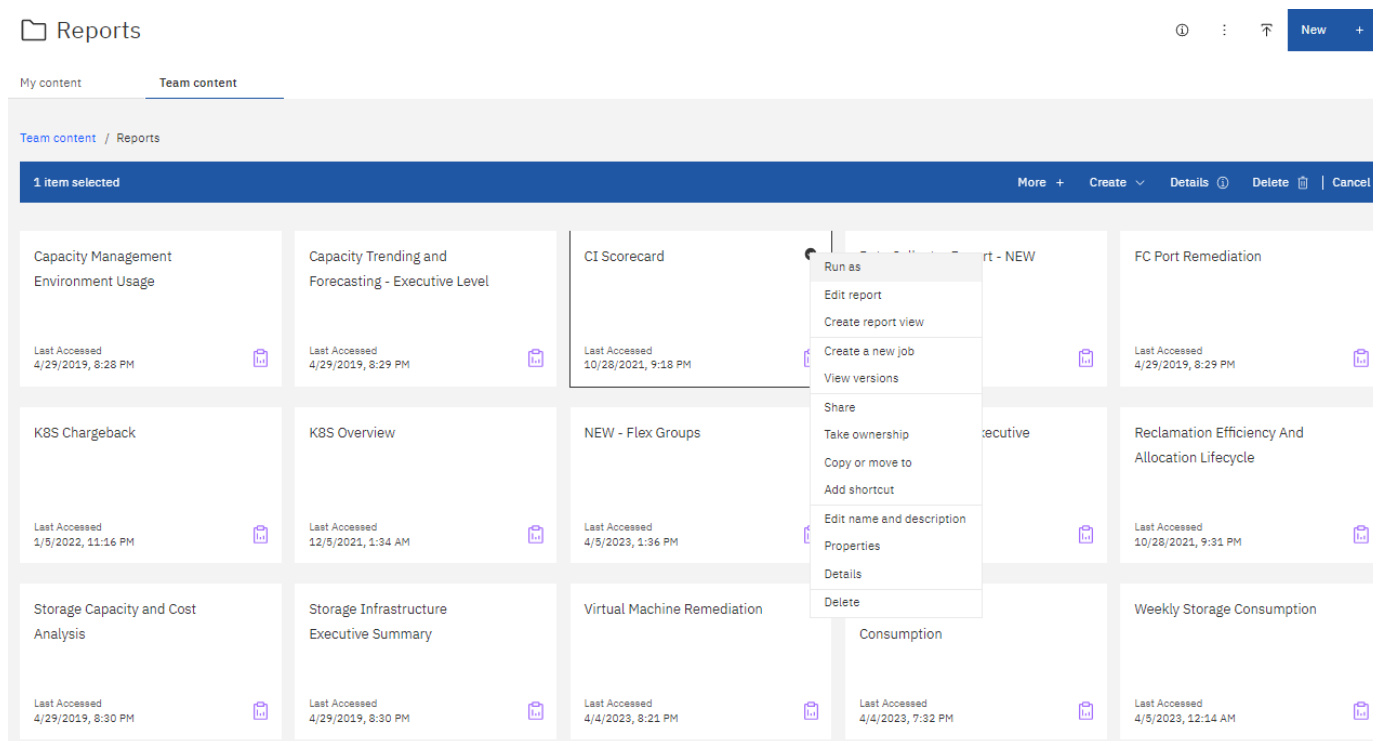 Reports
New +
My content
Team content
Team content / Reports
1 item selected
More +
Create
Details
Delete
Cancel
Capacity Management
Environment Usage
Last Accessed
4/29/2019, 8:28 PM
Capacity Trending and
Forecasting - Executive Level
Last Accessed
4/29/2019, 8:29 PM
CI Scorecard
Last Accessed
10/28/2021, 9:18 PM
rt - NEW
FC Port Remediation
Last Accessed
4/29/2019, 8:29 PM
Run as
Edit report
Create report view
Create a new job
View versions
Share
Take ownership
Copy or move to
Add shortcut
Edit name and description
Properties
Details
Delete
K8S Chargeback
Last Accessed
1/5/2022, 11:16 PM
K8S Overview
Last Accessed
12/5/2021, 1:34 AM
NEW - Flex Groups
Last Accessed
4/5/2023, 1:36 PM
xecutive
Reclamation Efficiency And
Allocation Lifecycle
Last Accessed
10/28/2021, 9:31 PM
Storage Capacity and Cost
Analysis
Last Accessed
4/29/2019, 8:30 PM
Storage Infrastructure
Executive Summary
Last Accessed
4/29/2019, 8:30 PM
Virtual Machine Remediation
Last Accessed
4/4/2023, 8:21 PM
Consumption
Last Accessed
4/4/2023, 7:32 PM
Weekly Storage Consumption
Last Accessed
4/5/2023, 12:14 AM